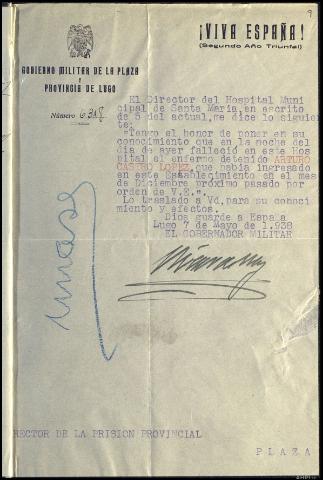 9
¡VIVA ESPAÑA!
(Segundo Año Triunfal)
GOBIERNO MILITAR DE LA PLAZA
Y
PROVINCIA DE LUGO
Número 6318
El Director del Hospital Muni
cipal de Santa Maria, en escrito
de 5 del actual, me dice lo siguien
te:
"Tengo el honor de poner en su
conocimiento que en la noche del
dia de ayer falleció en este Hos
pital el enfermo detenido ARTURO
CASTRO LOPEZ, que habia ingresado
en este Establecimiento en el mes
de Diciembre próximo pasado por
orden de V.E.".
Lo traslado a Vd. para su conoci
miento y efectos.
Dios guarde a España
Lugo 7 de Mayo de 1.938
EL GOBERNADOR MILITAR
RECTOR DE LA PRISION PROVINCIAL
PLAZA